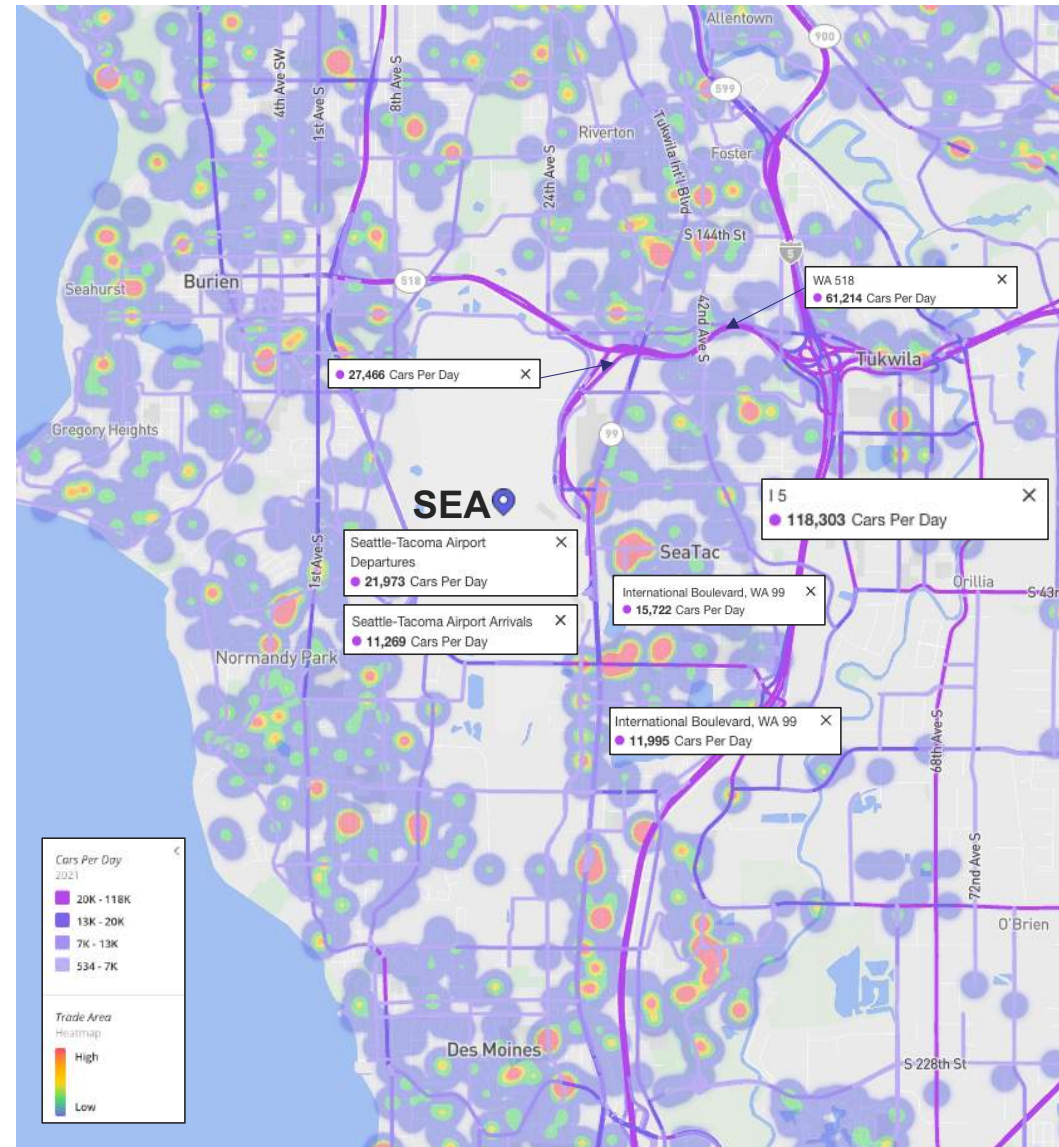 Allentown
900
4th Ave SW
1st Ave S
8th Ave S
599
Riverton
Tukwila Int'l Blvd
Foster
24th Ave S
S 144th St
5
Burien
518
Seahurst
WA 518 ×
61,214 Cars Per Day
42nd Ave S
Tukwila
27,466 Cars Per Day ×
Gregory Heights
99
SEA
I 5 ×
118,303 Cars Per Day
Seattle-Tacoma Airport ×
Departures
21,973 Cars Per Day
SeaTac
1st Ave S
International Boulevard, WA 99 ×
15,722 Cars Per Day
Orillia
S 43r
Seattle-Tacoma Airport Arrivals ×
11,269 Cars Per Day
Normandy Park
International Boulevard, WA 99 ×
11,995 Cars Per Day
68th Ave S
Cars Per Day <
2021
20K - 118K
13K - 20K
7K - 13K
534 - 7K
72nd Ave S
O'Brien
Trade Area
Heatmap
High
Low
Des Moines
S 228th St